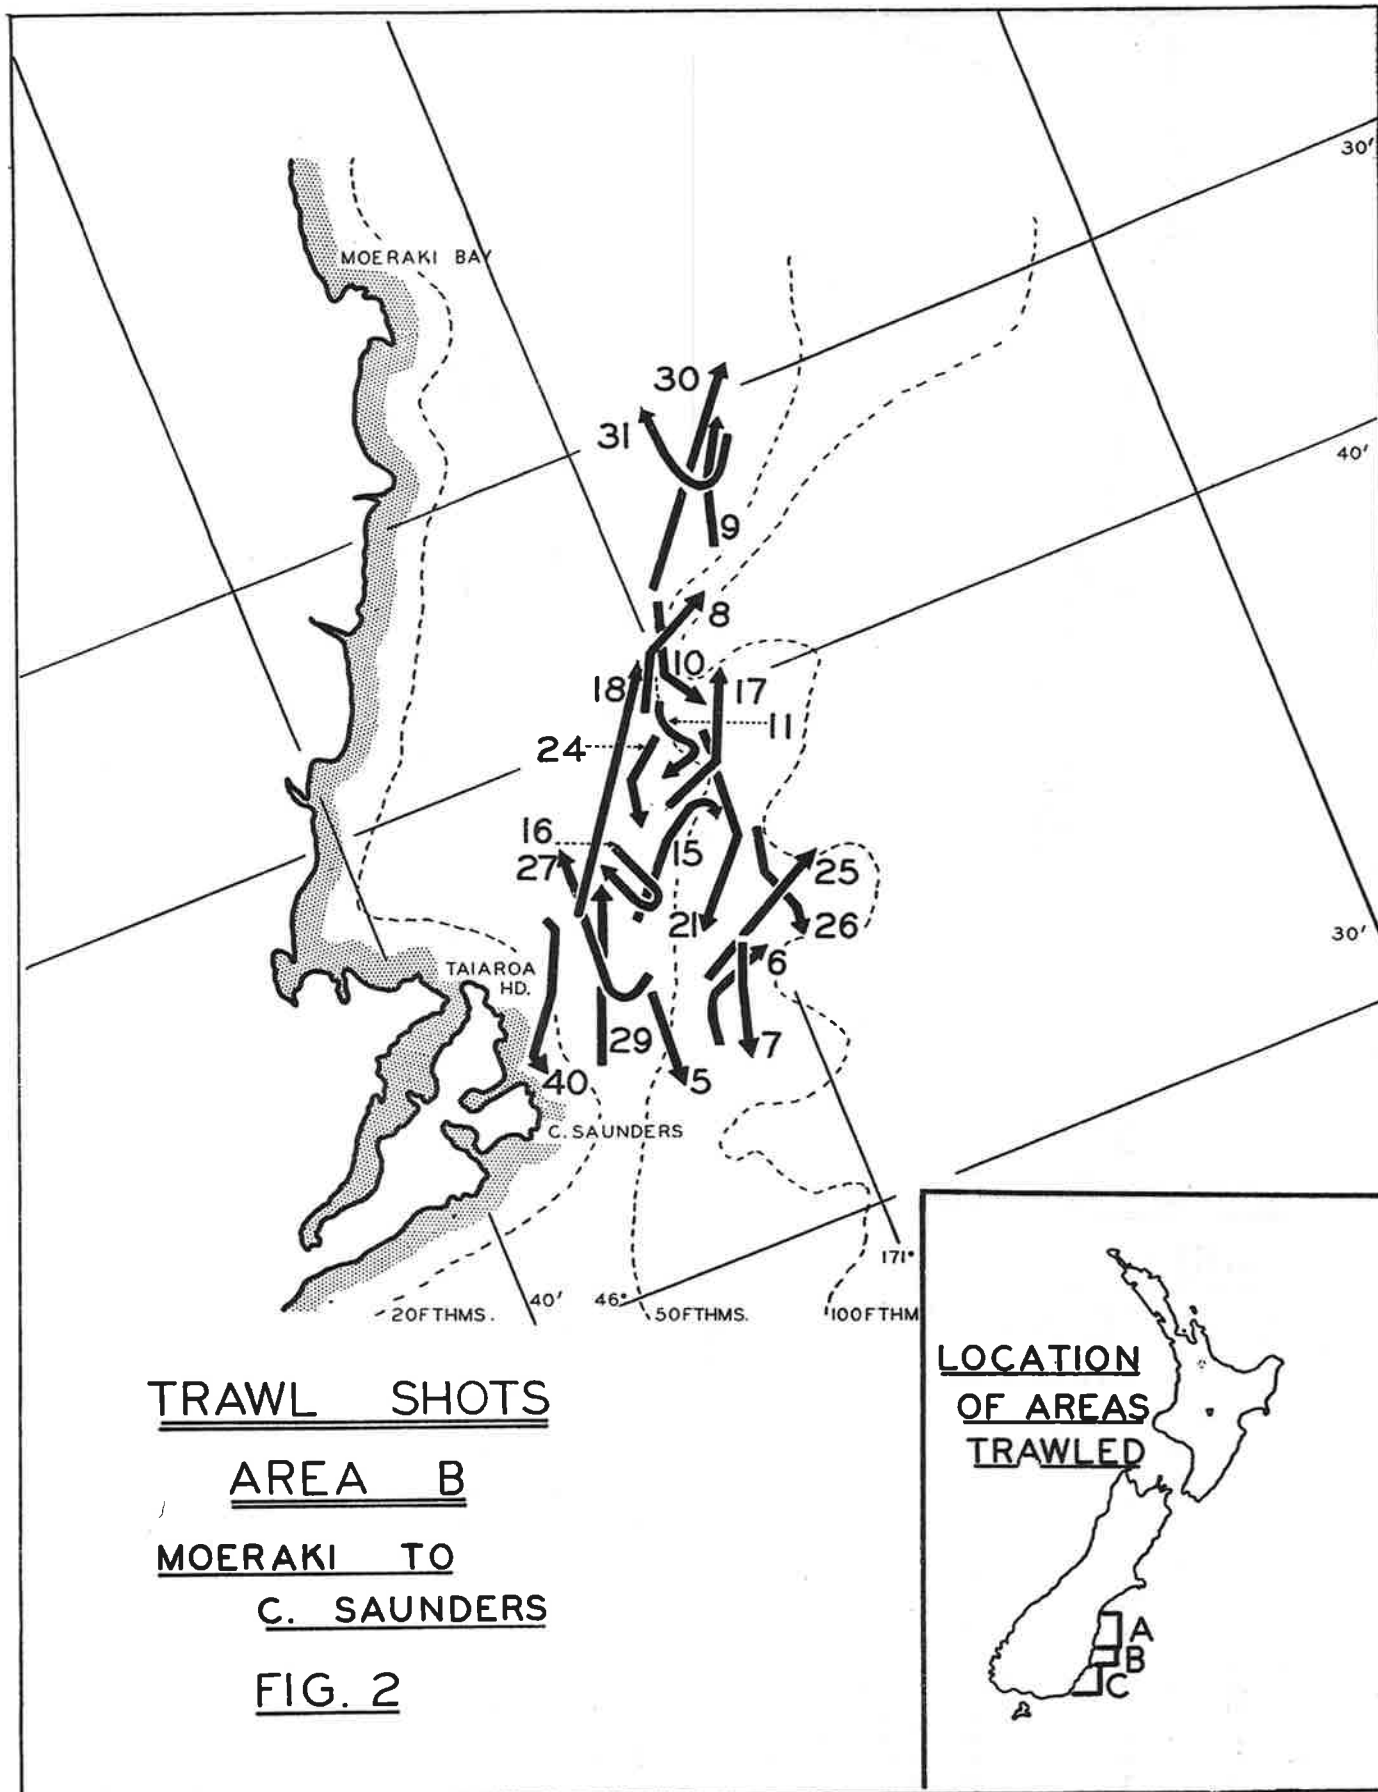 30'
MOERAKI BAY
30
31
40'
9
8
10
18
17
11
24
16
15
27
25
21
26
30'
6
TAIAROA
HD.
29
7
40
5
C. SAUNDERS
171°
40'
46°
20FTHMS.
50FTHMS.
100FTHM
TRAWL SHOTS
AREA B
MOERAKI TO
C. SAUNDERS
FIG. 2
LOCATION
OF AREAS
TRAWLED
A
B
C